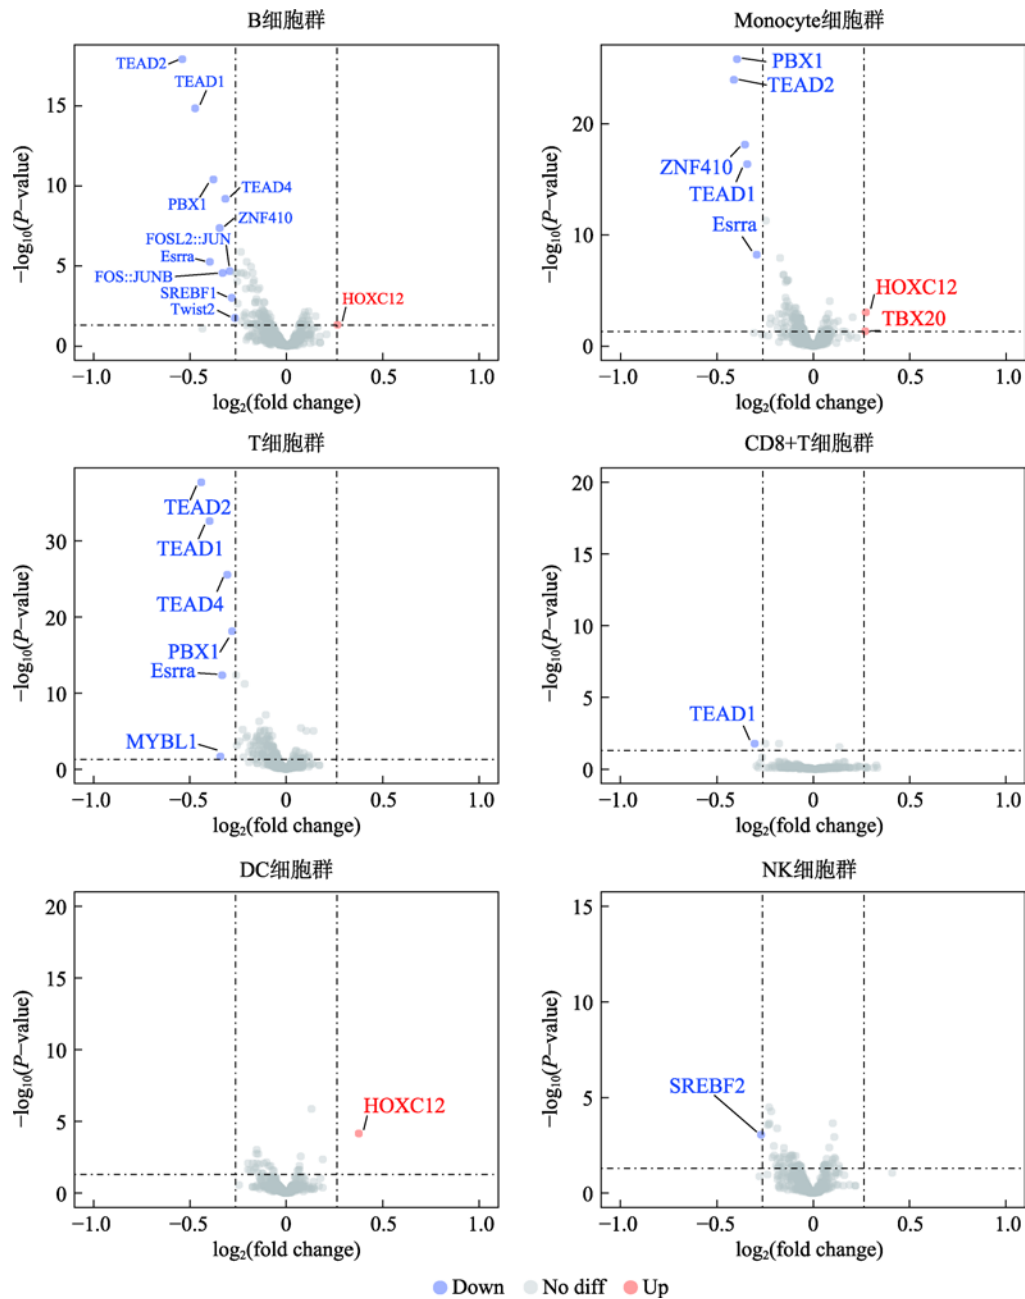 B细胞群
TEAD2
TEAD1
PBX1
TEAD4
ZNF410
FOSL2::JUN
Esrra
FOS::JUNB
SREBF1
Twist2
HOXC12
15
10
5
0
−1.0 −0.5 0 0.5 1.0
−log₁₀(P−value)
log₂(fold change)
Monocyte细胞群
PBX1
TEAD2
ZNF410
TEAD1
Esrra
HOXC12
TBX20
20
10
0
−1.0 −0.5 0 0.5 1.0
−log₁₀(P−value)
log₂(fold change)
T细胞群
TEAD2
TEAD1
TEAD4
PBX1
Esrra
MYBL1
30
20
10
0
−1.0 −0.5 0 0.5 1.0
−log₁₀(P−value)
log₂(fold change)
CD8+T细胞群
TEAD1
20
15
10
5
0
−1.0 −0.5 0 0.5 1.0
−log₁₀(P−value)
log₂(fold change)
DC细胞群
HOXC12
20
15
10
5
0
−1.0 −0.5 0 0.5 1.0
−log₁₀(P−value)
log₂(fold change)
NK细胞群
SREBF2
15
10
5
0
−1.0 −0.5 0 0.5 1.0
−log₁₀(P−value)
log₂(fold change)
Down No diff Up